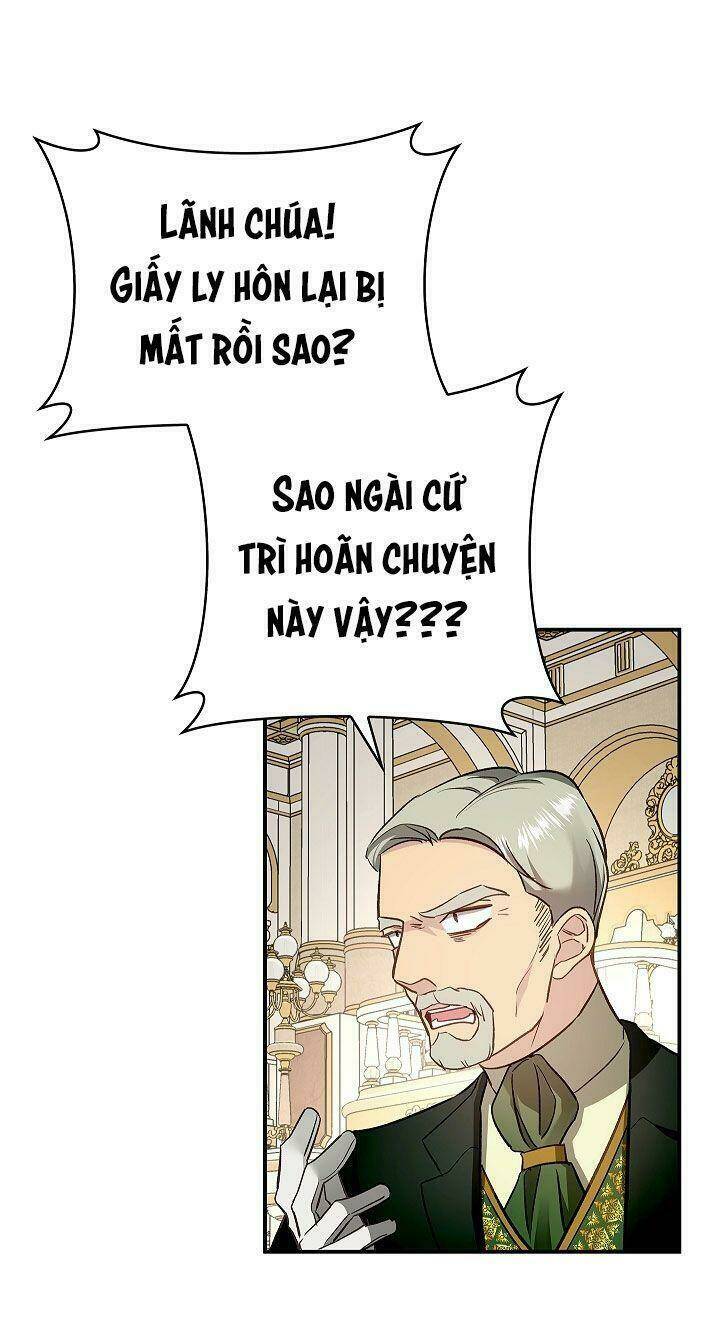 LÃNH CHÚA!
GIẤY LY HÔN LẠI BỊ
MẤT RỒI SAO?
SAO NGÀI CỨ
TRÌ HOÃN CHUYỆN
NÀY VẬY???